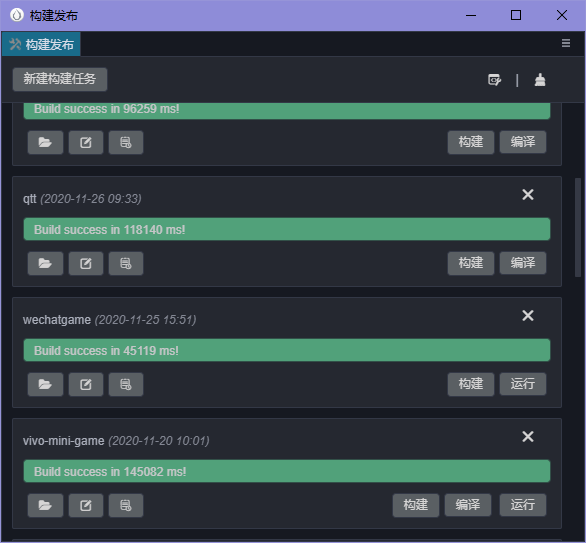 构建发布
构建发布
新建构建任务
Build success in 96259 ms!
构建 编译
qtt (2020-11-26 09:33)
Build success in 118140 ms!
构建 编译
wechatgame (2020-11-25 15:51)
Build success in 45119 ms!
构建 运行
vivo-mini-game (2020-11-20 10:01)
Build success in 145082 ms!
构建 编译 运行